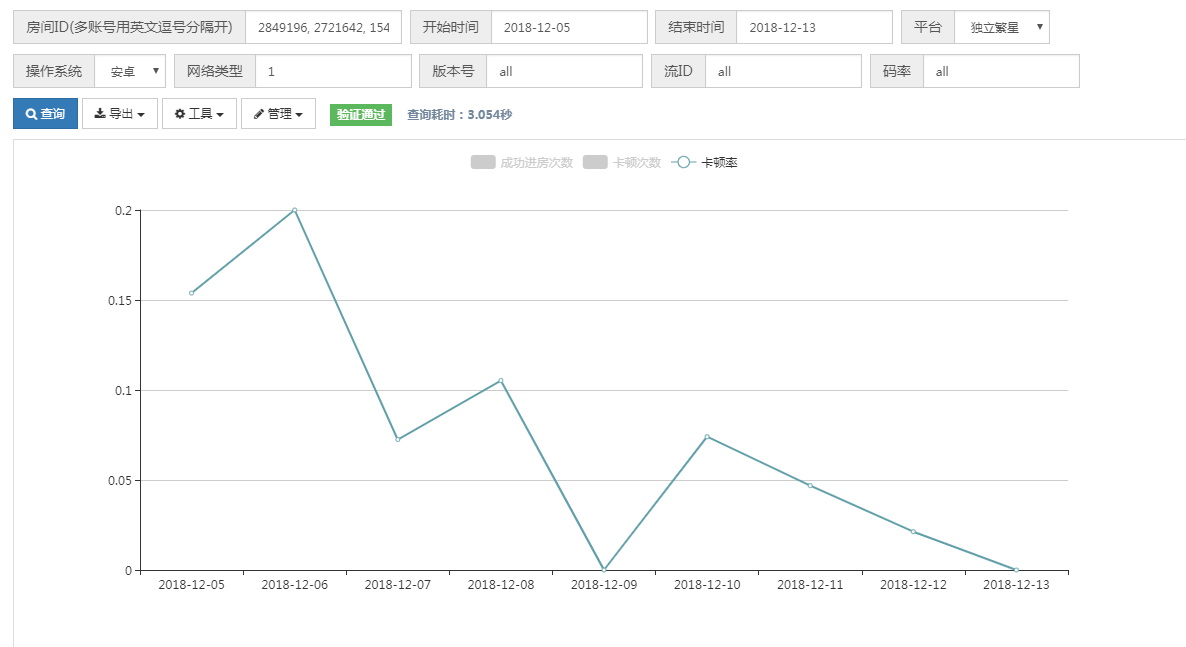 房间ID(多账号用英文逗号分隔开) 2849196, 2721642, 154 开始时间 2018-12-05 结束时间 2018-12-13 平台 独立繁星
操作系统 安卓 网络类型 1 版本号 all 流ID all 码率 all
查询 导出 工具 管理 验证通过 查询耗时：3.054秒
成功进房次数 卡顿次数 卡顿率
0.2
0.15
0.1
0.05
0
2018-12-05 2018-12-06 2018-12-07 2018-12-08 2018-12-09 2018-12-10 2018-12-11 2018-12-12 2018-12-13